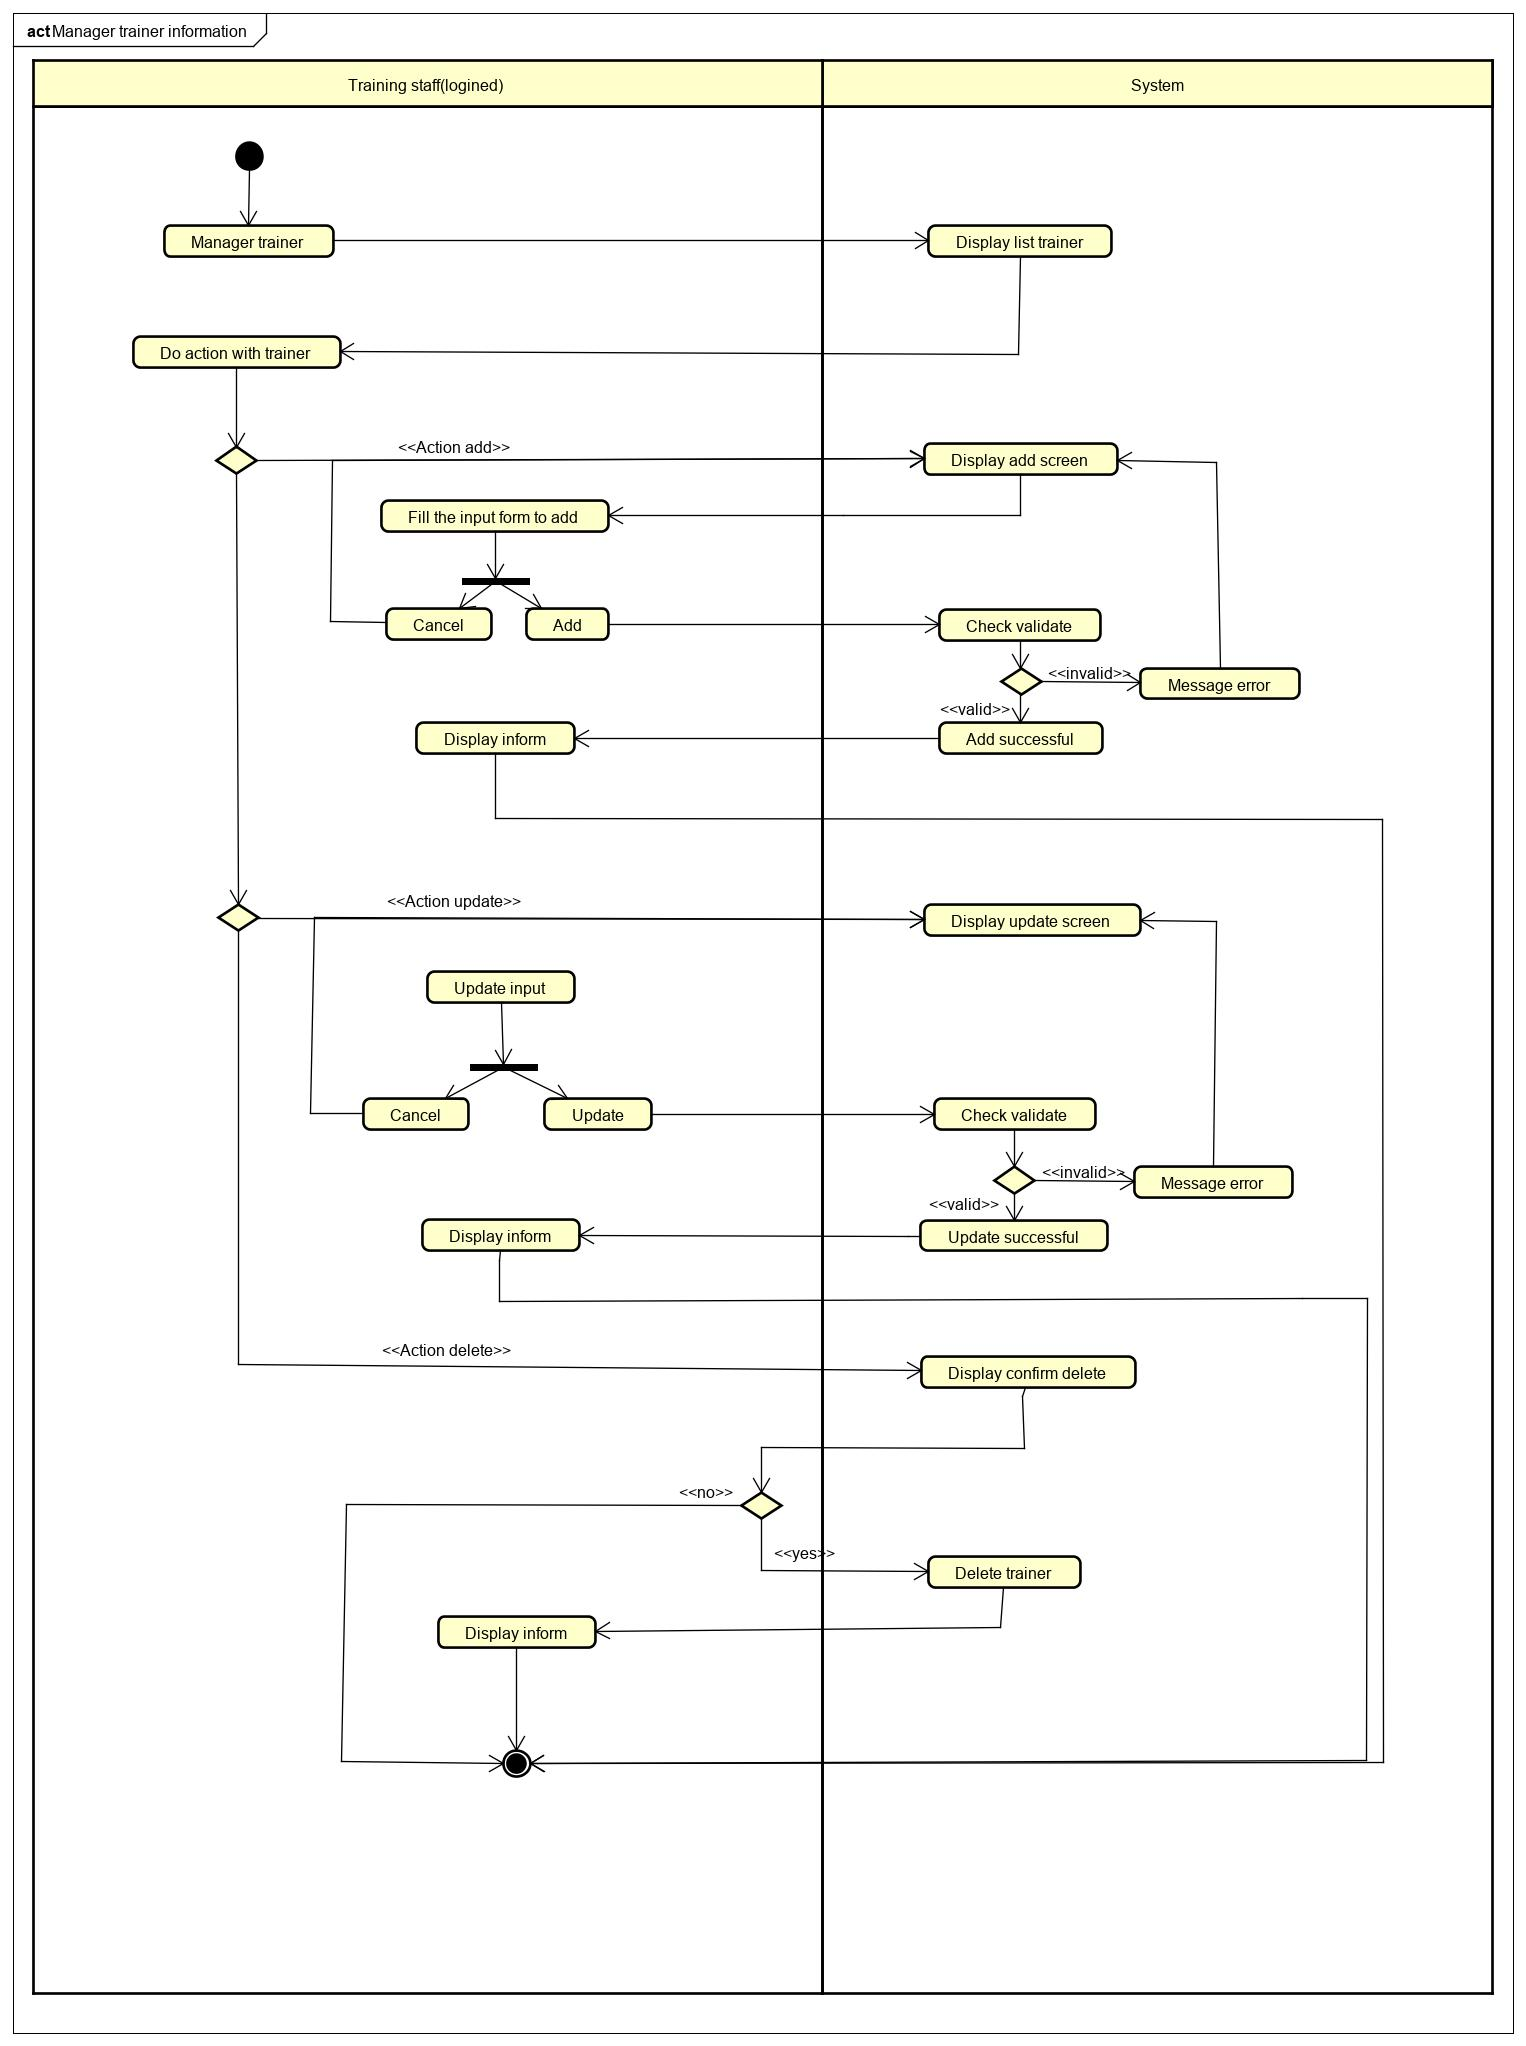 act Manager trainer information
Training staff(logined)
System
Manager trainer
Display list trainer
Do action with trainer
<<Action add>>
Display add screen
Fill the input form to add
Cancel
Add
Check validate
<<invalid>>
Message error
<<valid>>
Display inform
Add successful
<<Action update>>
Display update screen
Update input
Cancel
Update
Check validate
<<invalid>>
Message error
<<valid>>
Display inform
Update successful
<<Action delete>>
Display confirm delete
<<no>>
<<yes>>
Delete trainer
Display inform